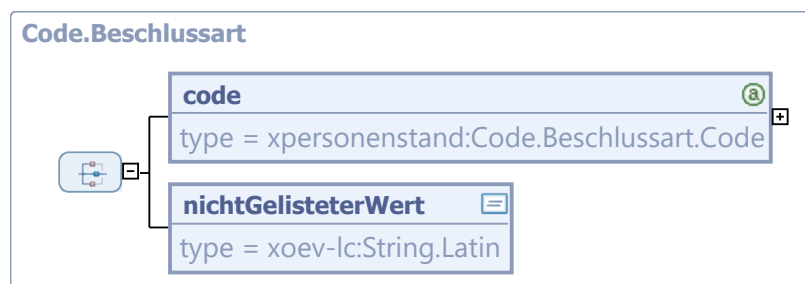 Code.Beschlussart
code
type = xpersonenstand:Code.Beschlussart.Code
nichtGelisteterWert
type = xoev-lc:String.Latin